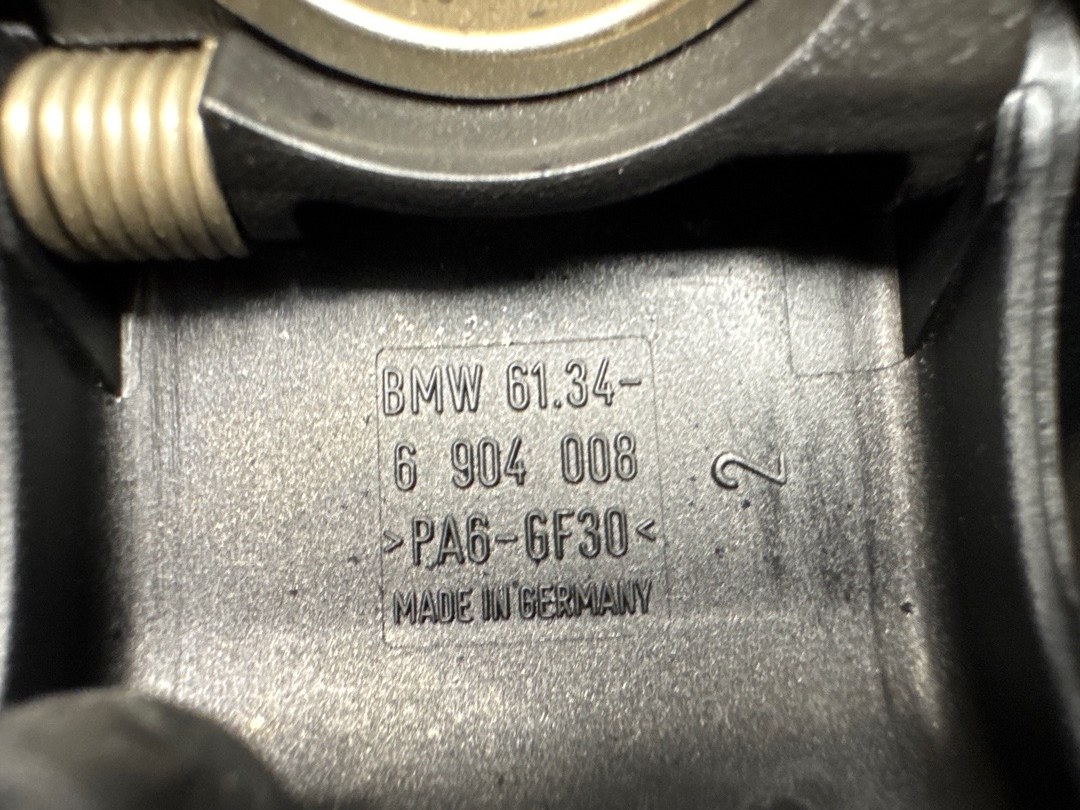 BMW 61.34-
6 904 008
>PA6-GF30<
MADE IN GERMANY
2